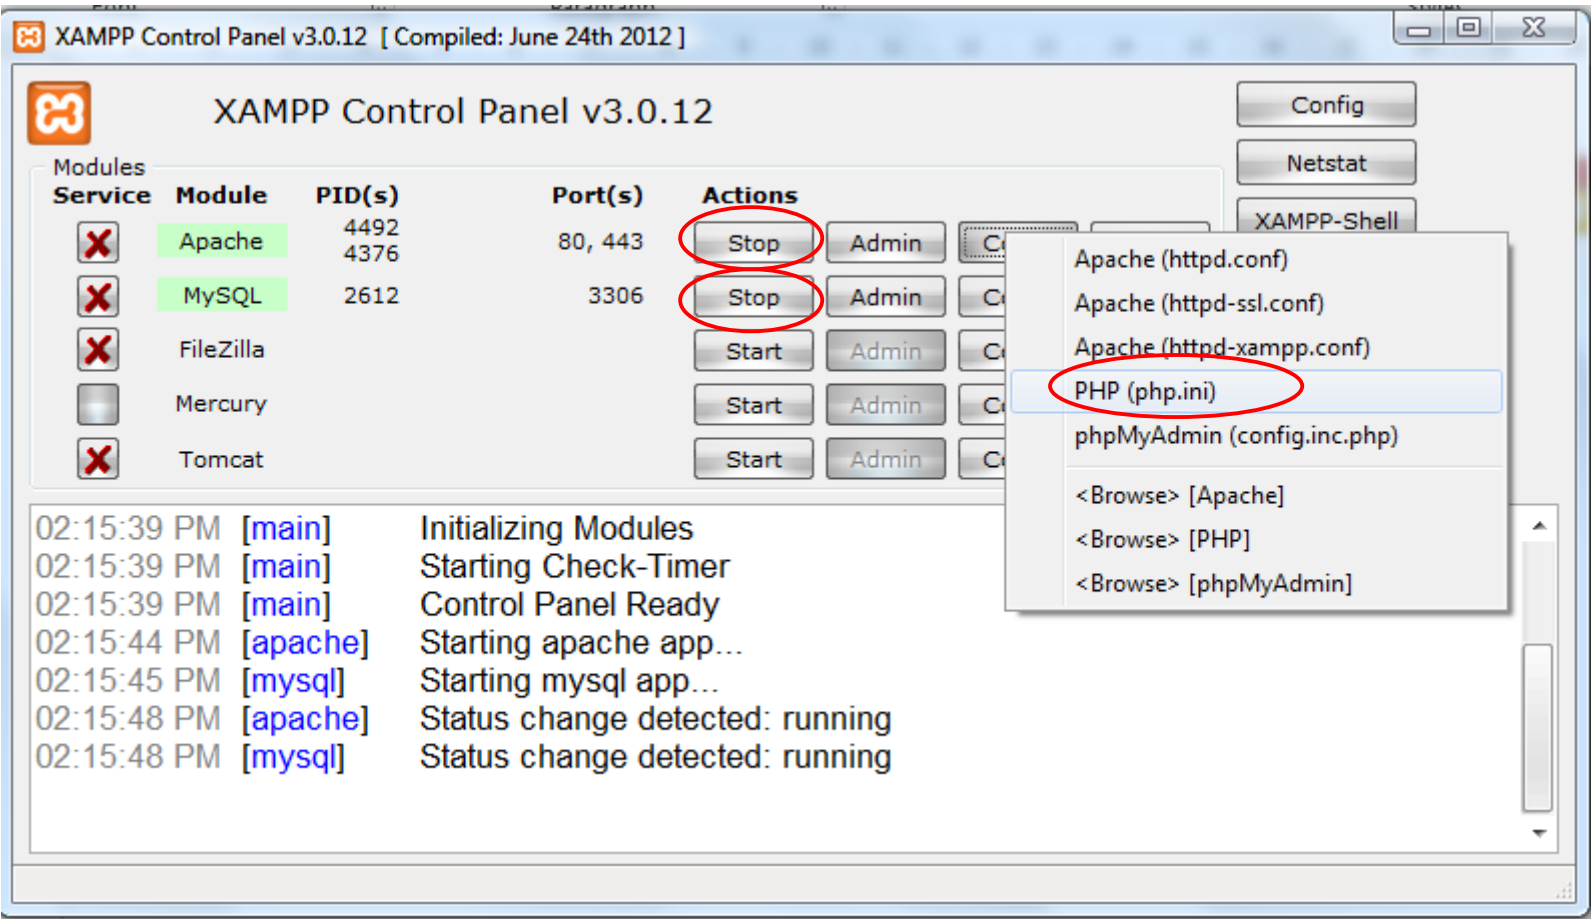 XAMPP Control Panel v3.0.12 [ Compiled: June 24th 2012 ]
XAMPP Control Panel v3.0.12
Config
Netstat
XAMPP-Shell
Modules
Service Module PID(s) Port(s) Actions
Apache 4492 4376 80, 443 Stop Admin
MySQL 2612 3306 Stop Admin
FileZilla Start Admin
Mercury Start Admin
Tomcat Start Admin
Apache (httpd.conf)
Apache (httpd-ssl.conf)
Apache (httpd-xampp.conf)
PHP (php.ini)
phpMyAdmin (config.inc.php)
<Browse> [Apache]
<Browse> [PHP]
<Browse> [phpMyAdmin]
02:15:39 PM [main] Initializing Modules
02:15:39 PM [main] Starting Check-Timer
02:15:39 PM [main] Control Panel Ready
02:15:44 PM [apache] Starting apache app...
02:15:45 PM [mysql] Starting mysql app...
02:15:48 PM [apache] Status change detected: running
02:15:48 PM [mysql] Status change detected: running